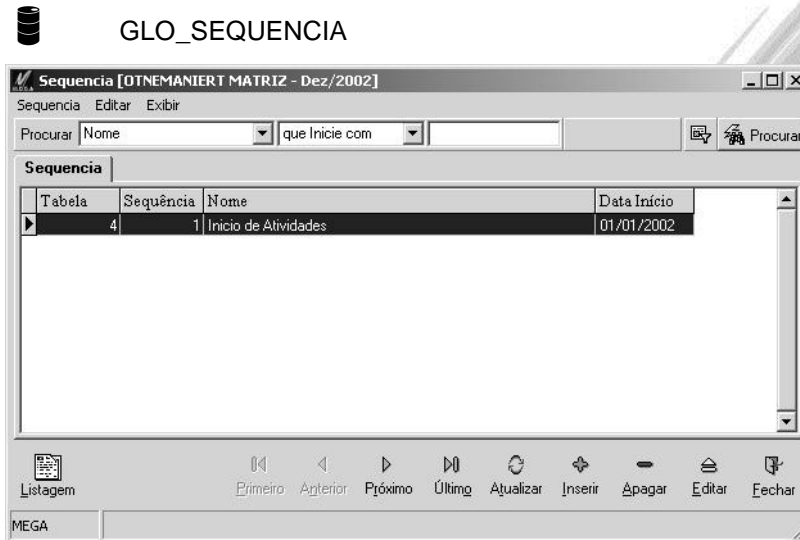 GLO_SEQUENCIA
Sequencia [OTNEMANIERT MATRIZ - Dez/2002]
Sequencia Editar Exibir
Procurar Nome que Inicie com Procurar
Sequencia
Tabela Sequência Nome Data Início
4 1 Inicio de Atividades 01/01/2002
Listagem Primeiro Anterior Próximo Último Atualizar Inserir Apagar Editar Fechar
MEGA